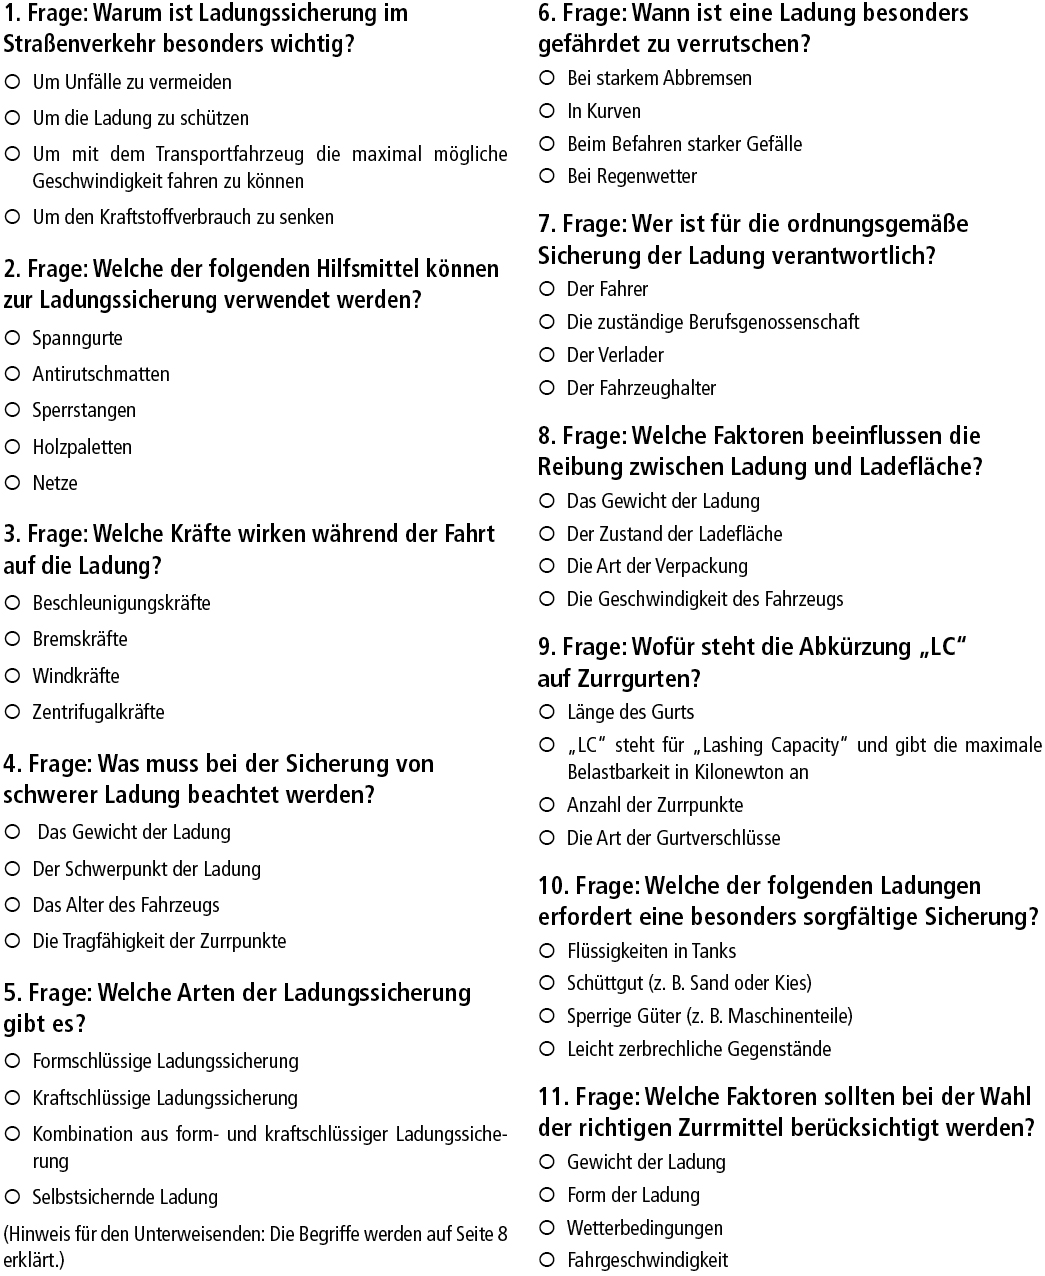 1. Frage: Warum ist Ladungssicherung im
Straßenverkehr besonders wichtig?
○ Um Unfälle zu vermeiden
○ Um die Ladung zu schützen
○ Um mit dem Transportfahrzeug die maximal mögliche
Geschwindigkeit fahren zu können
○ Um den Kraftstoffverbrauch zu senken
2. Frage: Welche der folgenden Hilfsmittel können
zur Ladungssicherung verwendet werden?
○ Spanngurte
○ Antirutschmatten
○ Sperrstangen
○ Holzpaletten
○ Netze
3. Frage: Welche Kräfte wirken während der Fahrt
auf die Ladung?
○ Beschleunigungskräfte
○ Bremskräfte
○ Windkräfte
○ Zentrifugalkräfte
4. Frage: Was muss bei der Sicherung von
schwerer Ladung beachtet werden?
○ Das Gewicht der Ladung
○ Der Schwerpunkt der Ladung
○ Das Alter des Fahrzeugs
○ Die Tragfähigkeit der Zurrpunkte
5. Frage: Welche Arten der Ladungssicherung
gibt es?
○ Formschlüssige Ladungssicherung
○ Kraftschlüssige Ladungssicherung
○ Kombination aus form- und kraftschlüssiger Ladungssiche-
rung
○ Selbstsichernde Ladung
(Hinweis für den Unterweisenden: Die Begriffe werden auf Seite 8
erklärt.)
6. Frage: Wann ist eine Ladung besonders
gefährdet zu verrutschen?
○ Bei starkem Abbremsen
○ In Kurven
○ Beim Befahren starker Gefälle
○ Bei Regenwetter
7. Frage: Wer ist für die ordnungsgemäße
Sicherung der Ladung verantwortlich?
○ Der Fahrer
○ Die zuständige Berufsgenossenschaft
○ Der Verlader
○ Der Fahrzeughalter
8. Frage: Welche Faktoren beeinflussen die
Reibung zwischen Ladung und Ladefläche?
○ Das Gewicht der Ladung
○ Der Zustand der Ladefläche
○ Die Art der Verpackung
○ Die Geschwindigkeit des Fahrzeugs
9. Frage: Wofür steht die Abkürzung „LC“
auf Zurrgurten?
○ Länge des Gurts
○ „LC“ steht für „Lashing Capacity“ und gibt die maximale
Belastbarkeit in Kilonewton an
○ Anzahl der Zurrpunkte
○ Die Art der Gurtverschlüsse
10. Frage: Welche der folgenden Ladungen
erfordert eine besonders sorgfältige Sicherung?
○ Flüssigkeiten in Tanks
○ Schüttgut (z. B. Sand oder Kies)
○ Sperrige Güter (z. B. Maschinenteile)
○ Leicht zerbrechliche Gegenstände
11. Frage: Welche Faktoren sollten bei der Wahl
der richtigen Zurrmittel berücksichtigt werden?
○ Gewicht der Ladung
○ Form der Ladung
○ Wetterbedingungen
○ Fahrgeschwindigkeit